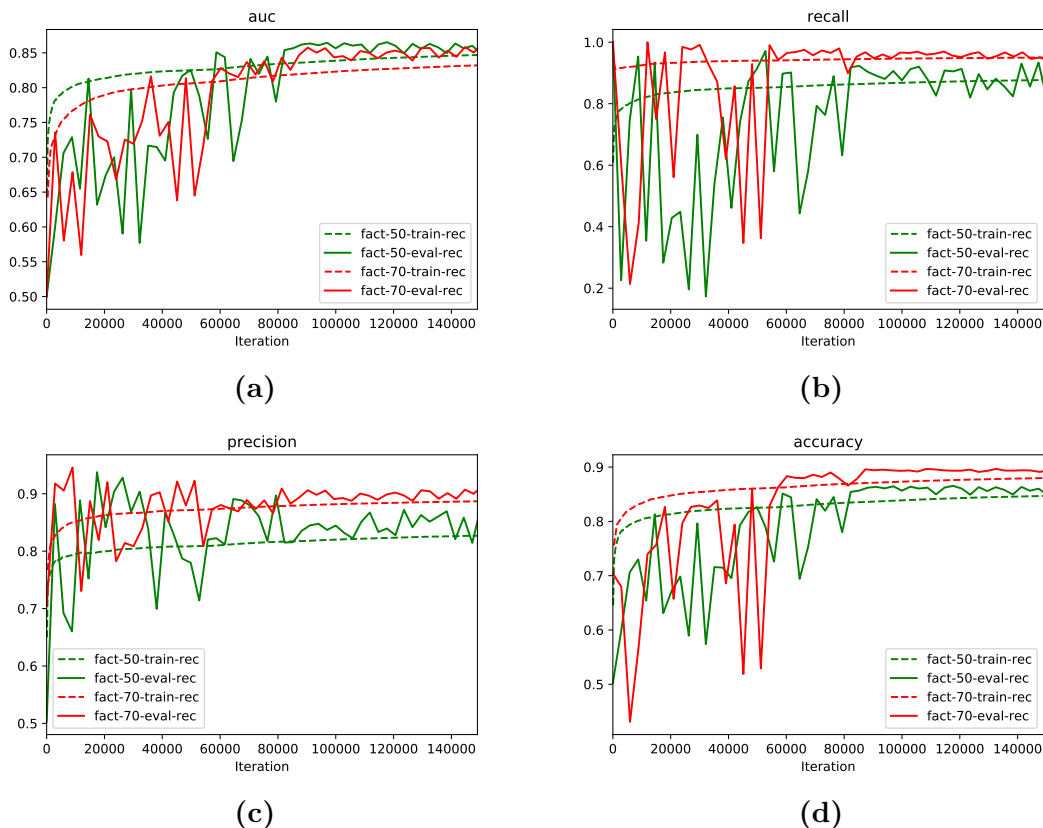 auc
0.85
0.80
0.75
0.70
0.65
0.60
0.55
0.50
0 20000 40000 60000 80000 100000 120000 140000
Iteration
fact-50-train-rec
fact-50-eval-rec
fact-70-train-rec
fact-70-eval-rec
(a)
recall
1.0
0.8
0.6
0.4
0.2
0 20000 40000 60000 80000 100000 120000 140000
Iteration
fact-50-train-rec
fact-50-eval-rec
fact-70-train-rec
fact-70-eval-rec
(b)
precision
0.9
0.8
0.7
0.6
0.5
0 20000 40000 60000 80000 100000 120000 140000
Iteration
fact-50-train-rec
fact-50-eval-rec
fact-70-train-rec
fact-70-eval-rec
(c)
accuracy
0.9
0.8
0.7
0.6
0.5
0 20000 40000 60000 80000 100000 120000
Iteration
fact-50-train-rec
fact-50-eval-rec
fact-70-train-rec
fact-70-eval-rec
(d)